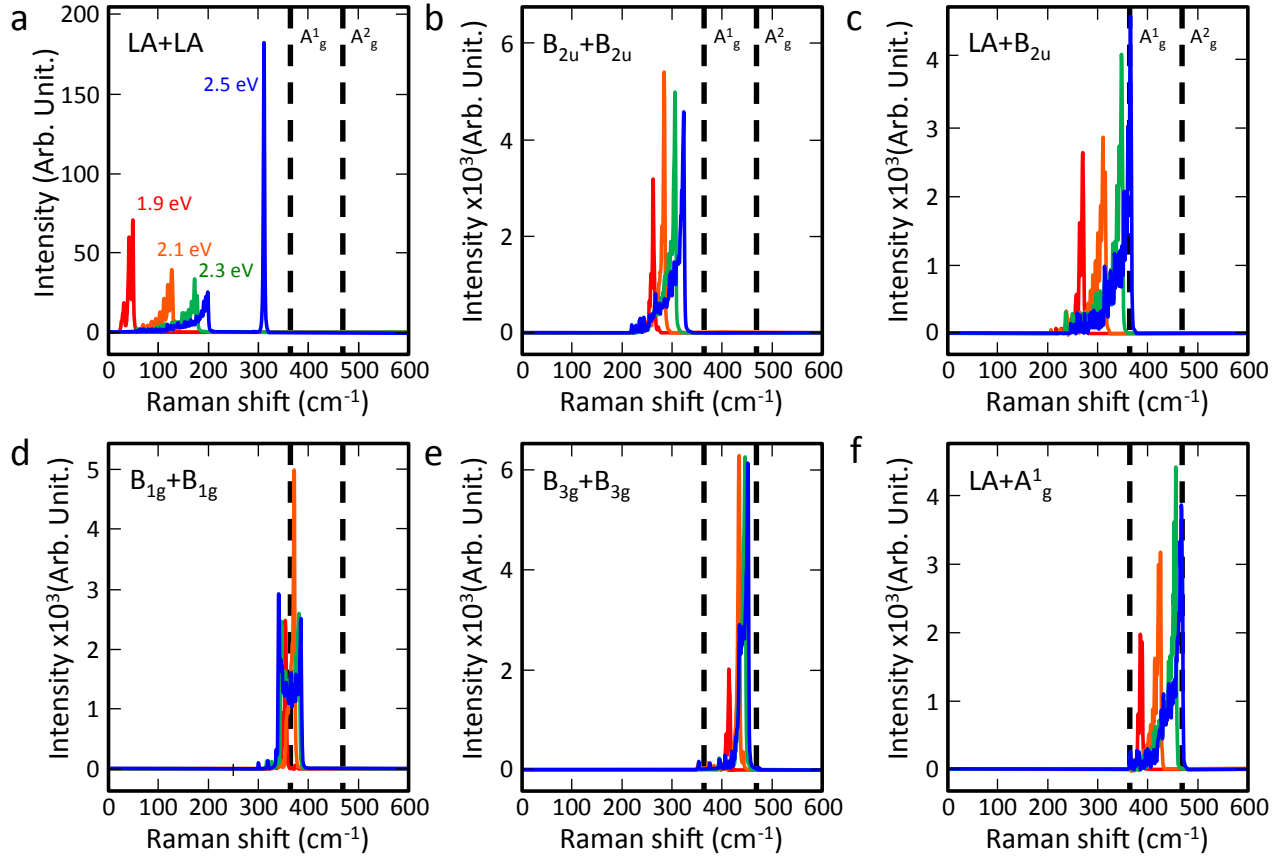 a
LA+LA
A¹g
A²g
200
150
100
50
0
1.9 eV
2.1 eV
2.3 eV
2.5 eV
Intensity (Arb. Unit.)
0 100 200 300 400 500 600
Raman shift (cm⁻¹)
b
B₂ᵤ+B₂ᵤ
A¹g
A²g
6
4
2
0
Intensity x10³(Arb. Unit.)
0 100 200 300 400 500 600
Raman shift (cm⁻¹)
c
LA+B₂ᵤ
A¹g
A²g
4
3
2
1
0
Intensity x10³(Arb. Unit.)
0 100 200 300 400 500 600
Raman shift (cm⁻¹)
d
B₁g+B₁g
5
4
3
2
1
0
Intensity x10³(Arb. Unit.)
0 100 200 300 400 500 600
Raman shift (cm⁻¹)
e
B₃g+B₃g
6
4
2
0
Intensity x10³(Arb. Unit.)
0 100 200 300 400 500 600
Raman shift (cm⁻¹)
f
LA+A¹g
4
3
2
1
0
Intensity x10³(Arb. Unit.)
0 100 200 300 400 500 600
Raman shift (cm⁻¹)